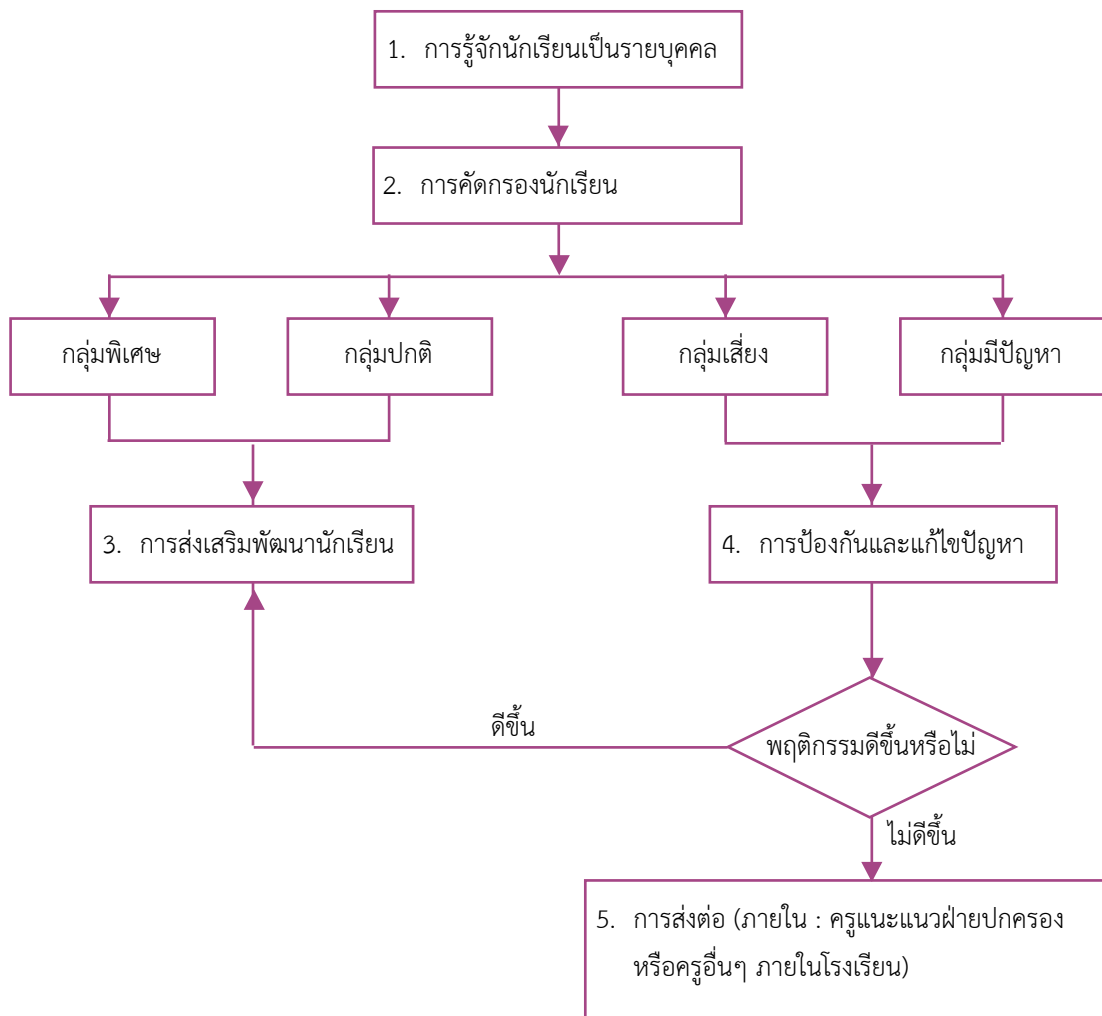 1. การรู้จักนักเรียนเป็นรายบุคคล
2. การคัดกรองนักเรียน
กลุ่มพิเศษ
กลุ่มปกติ
กลุ่มเสี่ยง
กลุ่มมีปัญหา
3. การส่งเสริมพัฒนานักเรียน
4. การป้องกันและแก้ไขปัญหา
ดีขึ้น
พฤติกรรมดีขึ้นหรือไม่
ไม่ดีขึ้น
5. การส่งต่อ (ภายใน : ครูแนะแนวฝ่ายปกครอง
หรือครูอื่นๆ ภายในโรงเรียน)